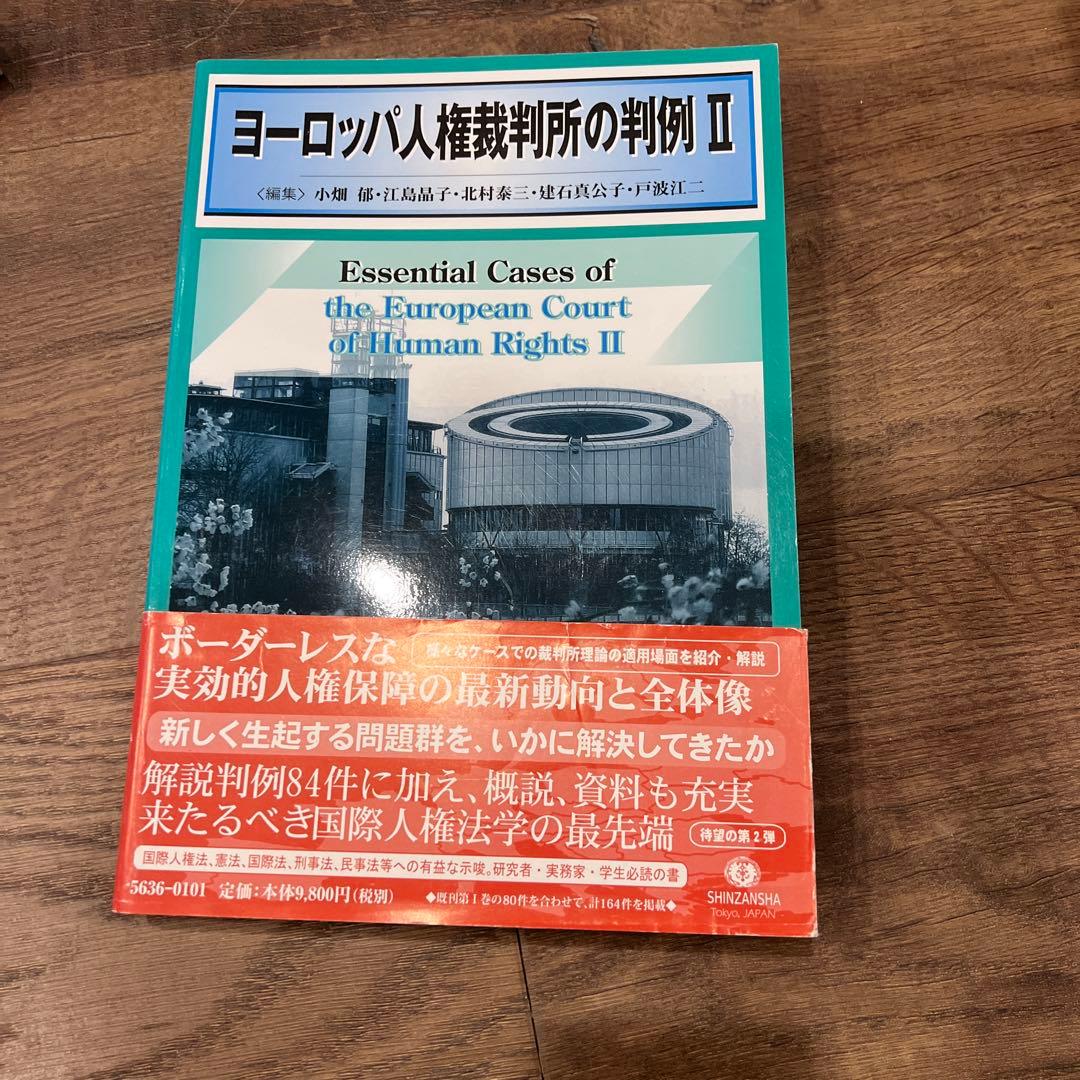 ヨーロッパ人権裁判所の判例 Ⅱ
〈編集〉小畑 郁・江島晶子・北村泰三・建石真公子・戸波江二
Essential Cases of
the European Court
of Human Rights Ⅱ
ボーダーレスな
様々なケースでの裁判所理論の適用場面を紹介・解説
実効的人権保障の最新動向と全体像
新しく生起する問題群を、いかに解決してきたか
解説判例84件に加え、概説、資料も充実
来たるべき国際人権法学の最先端
待望の第2弾
国際人権法、憲法、国際法、刑事法、民事法等への有益な示唆。研究者・実務家・学生必読の書
5636-0101 定価:本体9,800円(税別)
◆既刊第Ⅰ巻の80件を合わせて、計164件を掲載◆
SHINZANSHA
Tokyo, JAPAN